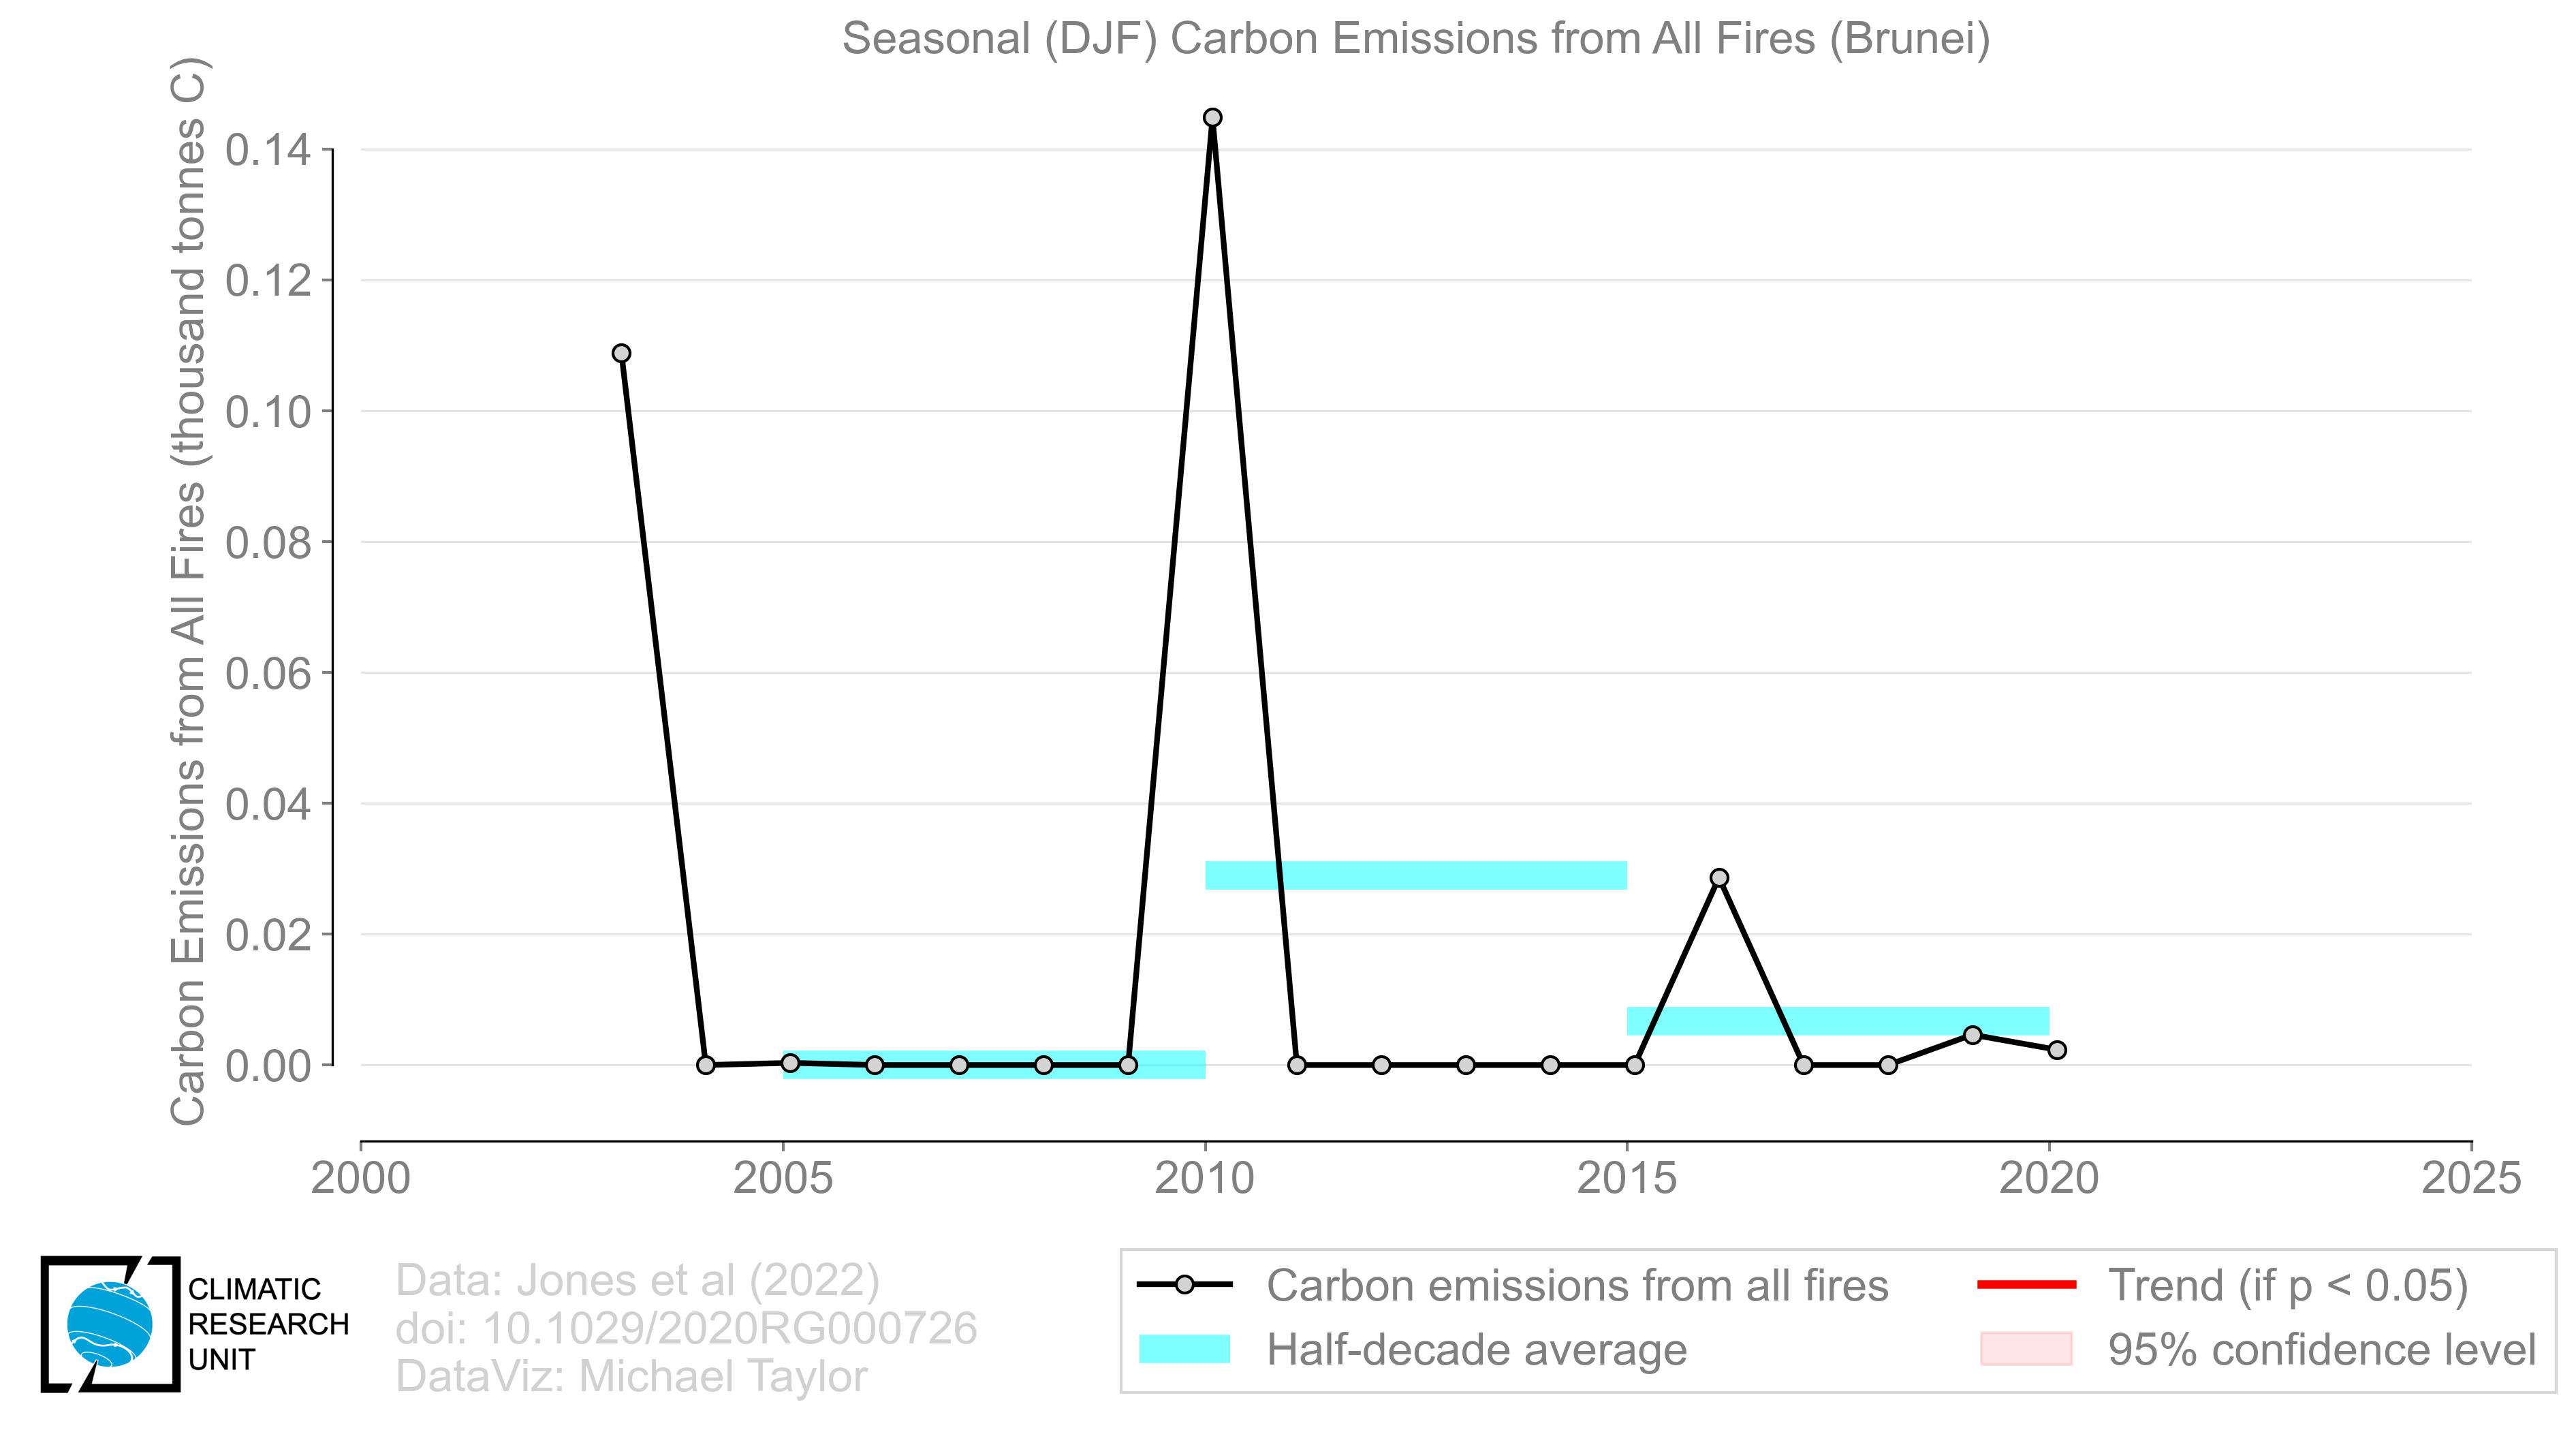 Seasonal (DJF) Carbon Emissions from All Fires (Brunei)
Carbon Emissions from All Fires (thousand tonnes C)
0.14
0.12
0.10
0.08
0.06
0.04
0.02
0.00
2000 2005 2010 2015 2020 2025
CLIMATIC
RESEARCH
UNIT
Data: Jones et al (2022)
doi: 10.1029/2020RG000726
DataViz: Michael Taylor
Carbon emissions from all fires
Half-decade average
Trend (if p < 0.05)
95% confidence level